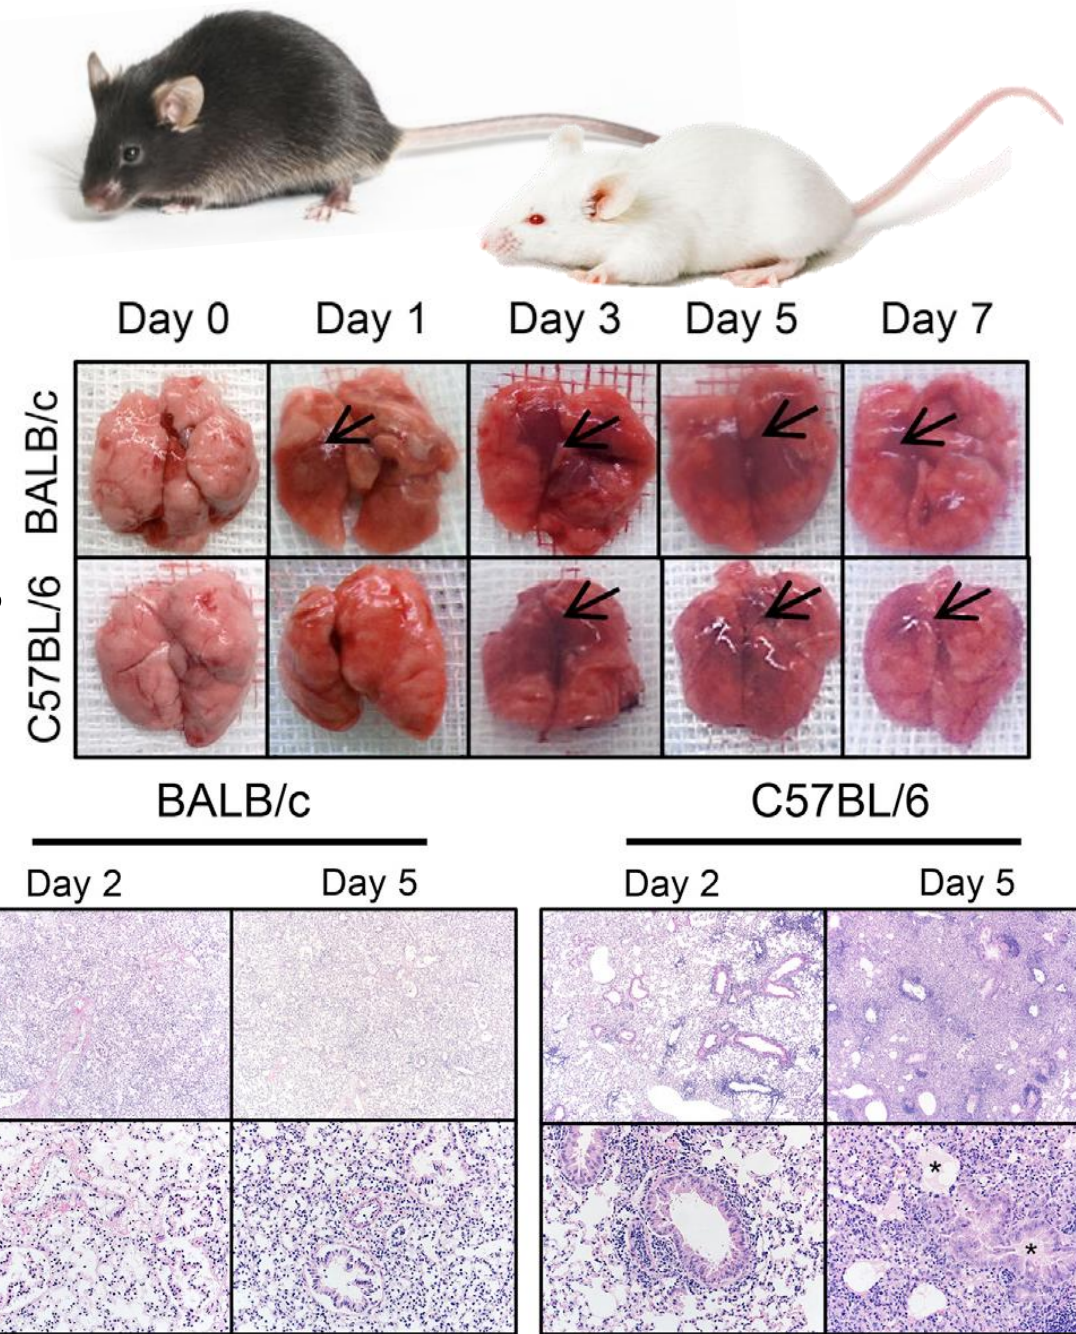 Day 0 Day 1 Day 3 Day 5 Day 7
BALB/c
C57BL/6
BALB/c C57BL/6
Day 2 Day 5 Day 2 Day 5
*
*